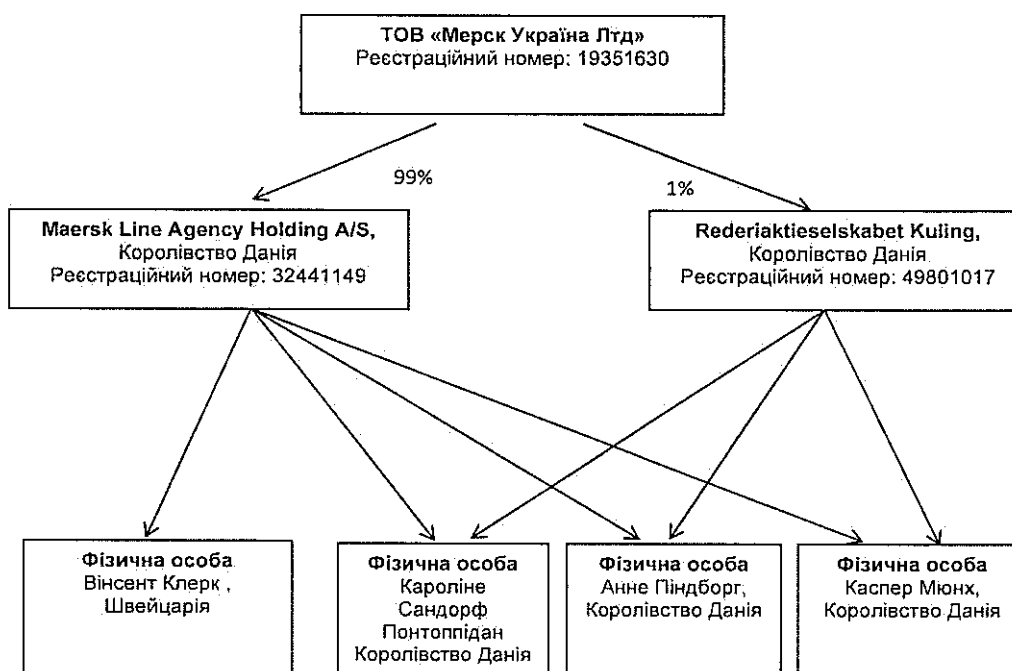 ТОВ «Мерск Україна Лтд»
Реєстраційний номер: 19351630
99%
1%
Maersk Line Agency Holding A/S,
Королівство Данія
Реєстраційний номер: 32441149
Rederiaktieselskabet Kuling,
Королівство Данія
Реєстраційний номер: 49801017
Фізична особа
Вінсент Клерк ,
Швейцарія
Фізична особа
Кароліне
Сандорф
Понтоппідан
Королівство Данія
Фізична особа
Анне Піндборг,
Королівство Данія
Фізична особа
Каспер Мюнх,
Королівство Данія